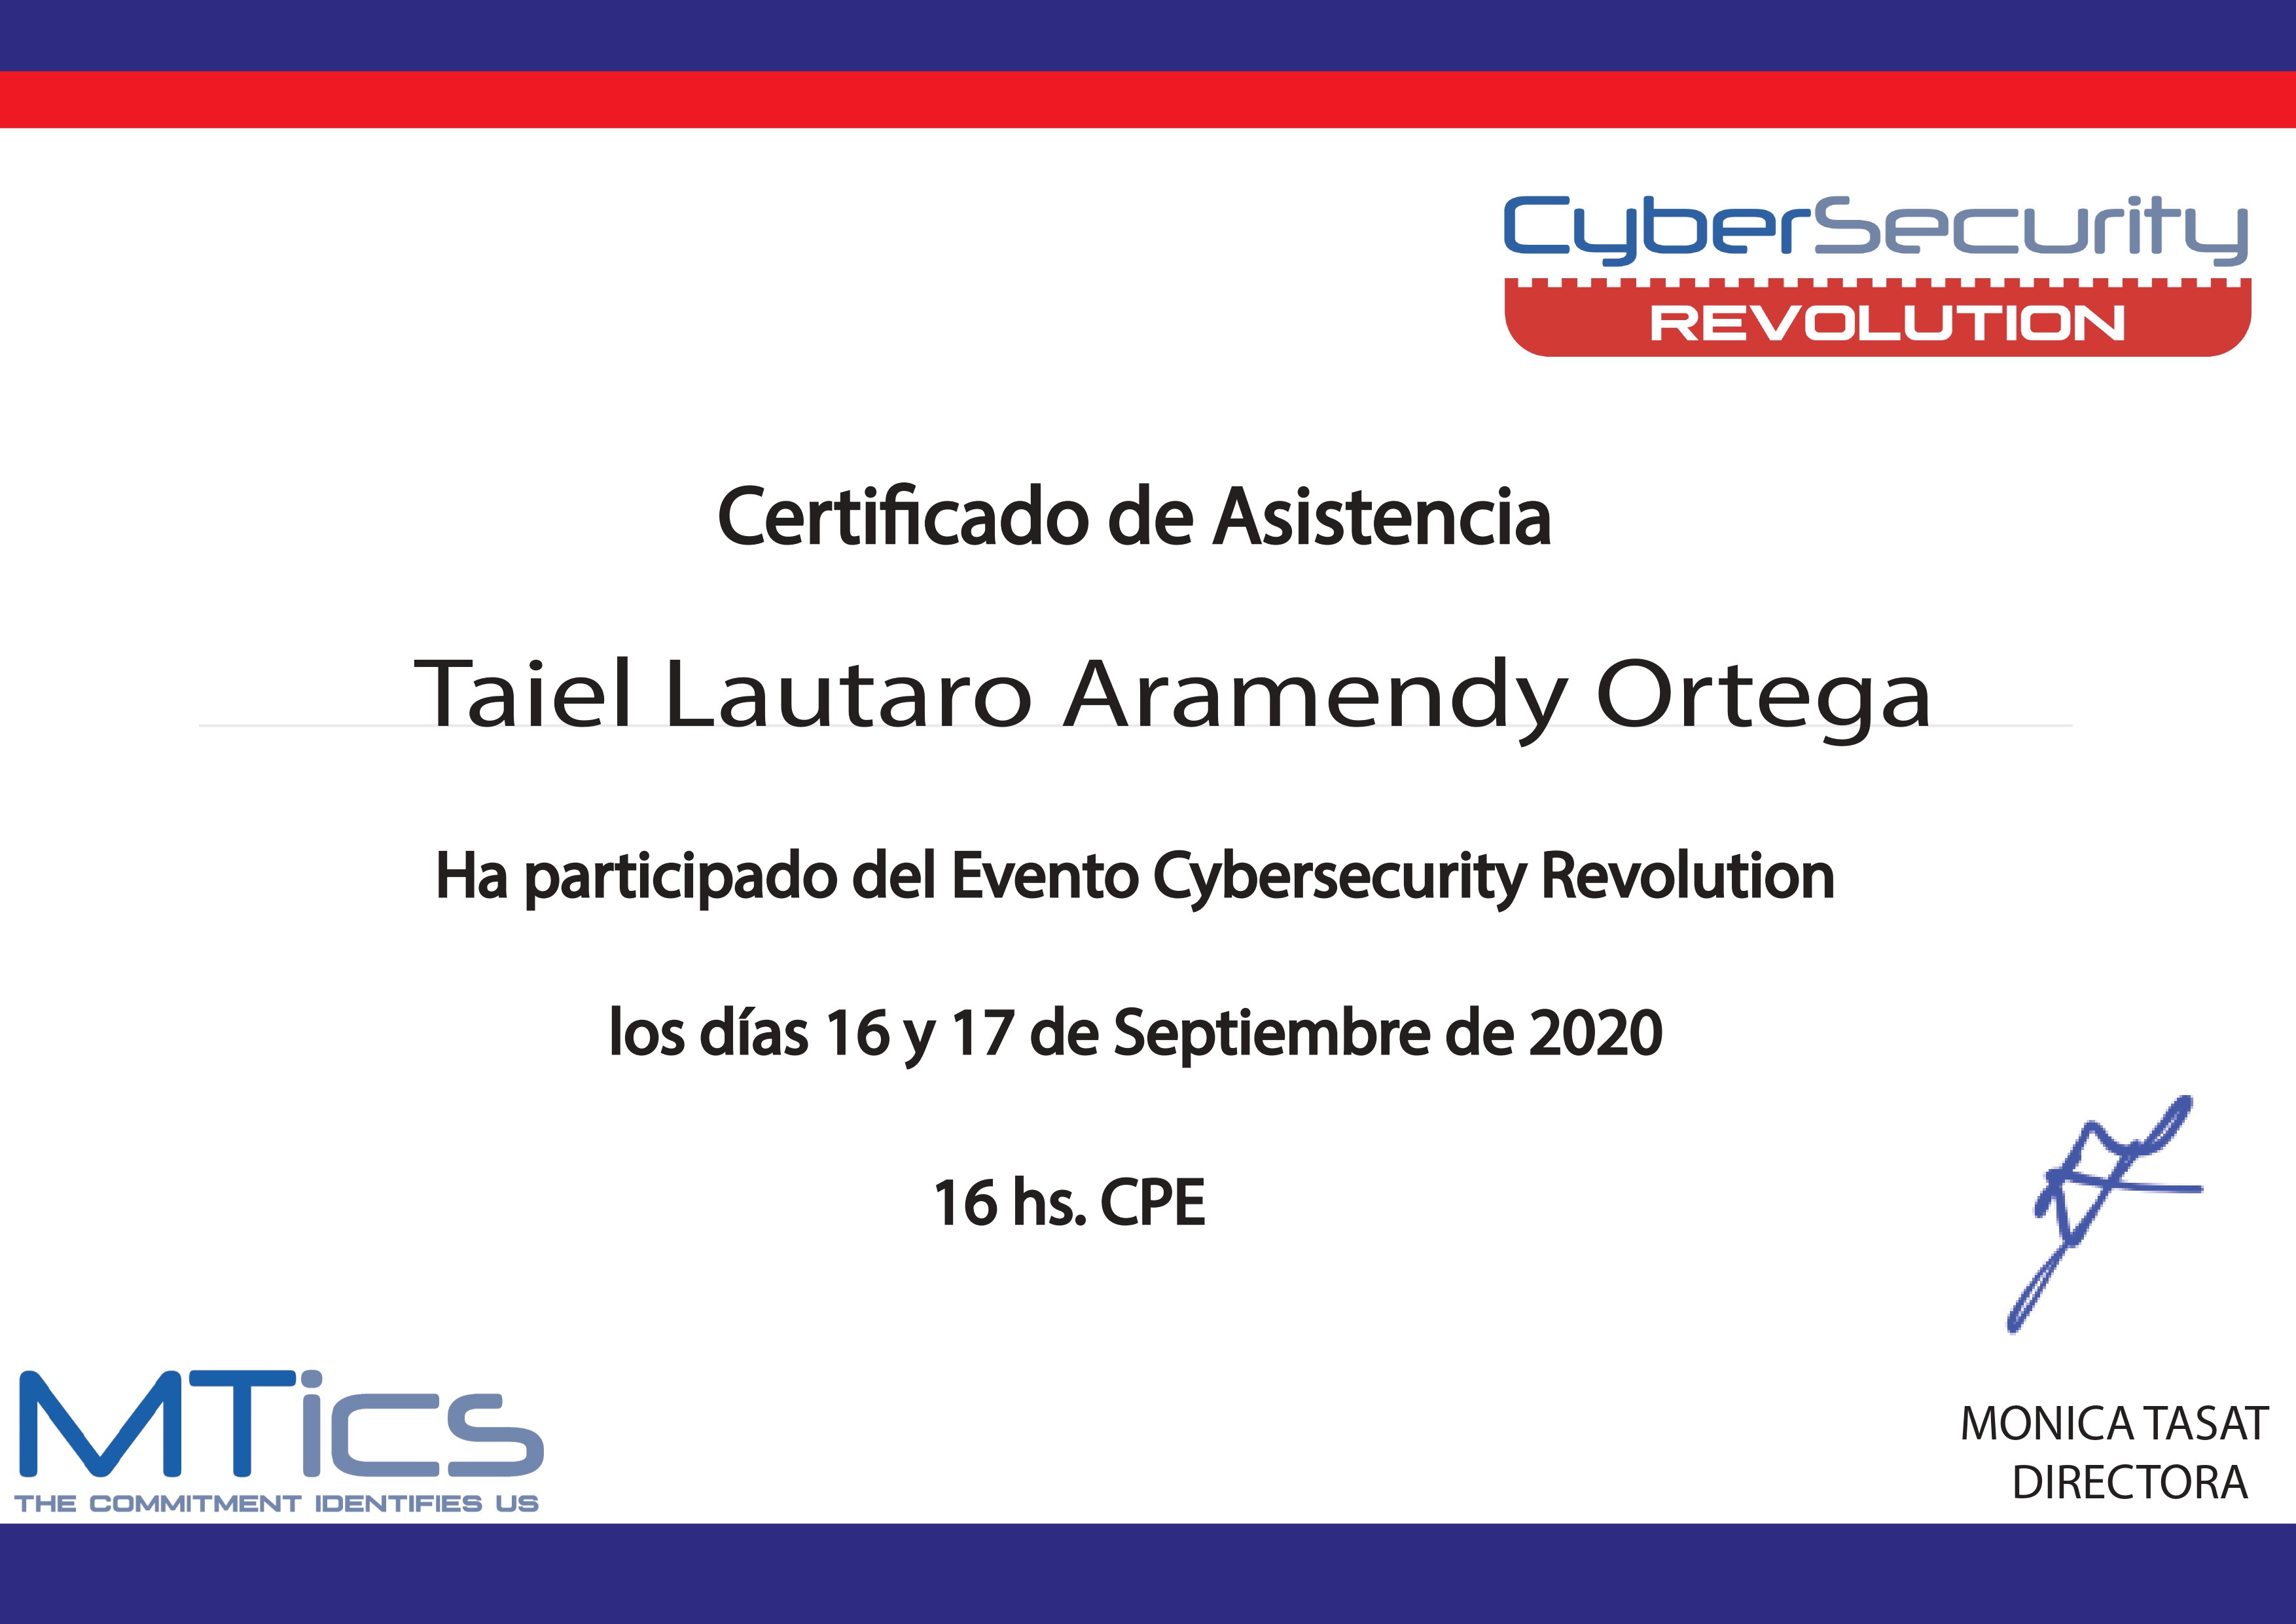 CyberSecurity
REVOLUTION
Certificado de Asistencia
Taiel Lautaro Aramendy Ortega
Ha participado del Evento Cybersecurity Revolution
los días 16 y 17 de Septiembre de 2020
16 hs. CPE
MTics
THE COMMITMENT IDENTIFIES US
MONICA TASAT
DIRECTORA